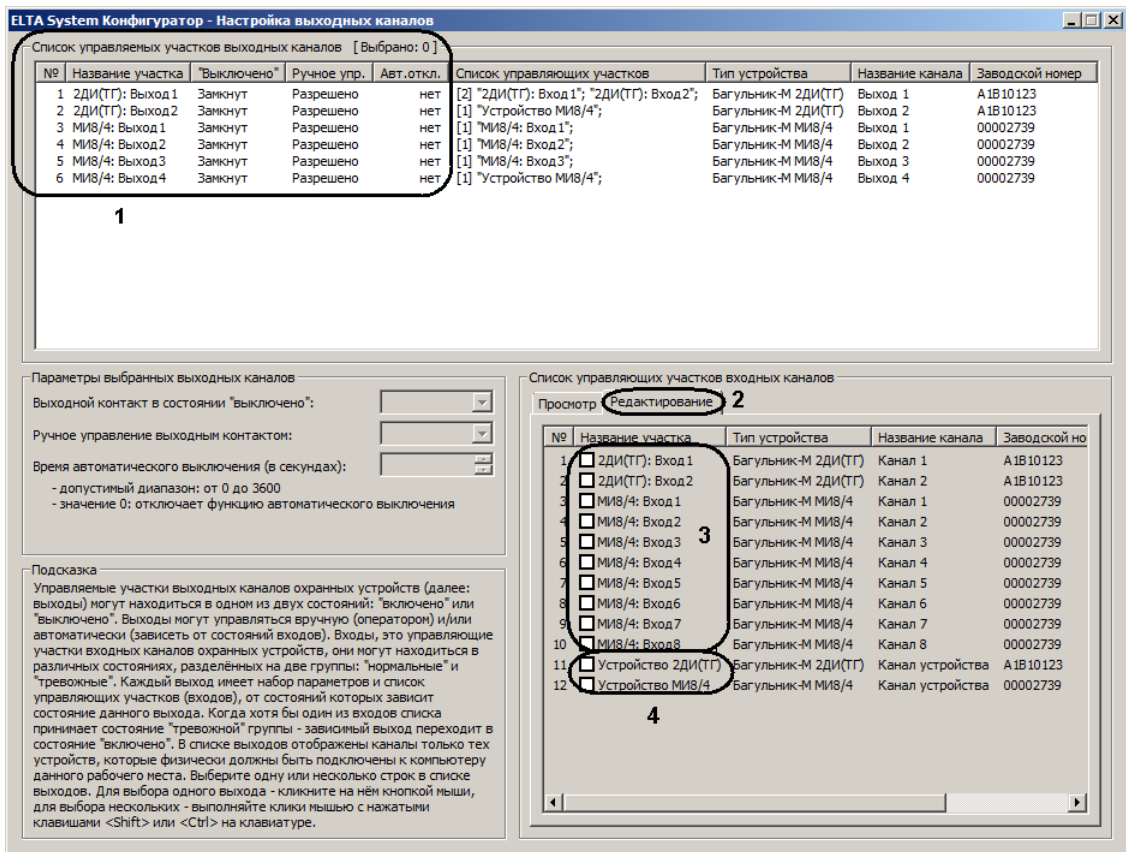 ELTA System Конфигуратор - Настройка выходных каналов
Список управляемых участков выходных каналов [ Выбрано: 0 ]
№ Название участка "Выключено" Ручное упр. Авт.откл. Список управляющих участков Тип устройства Название канала Заводской номер
1 2ДИ(ТГ): Выход1 Замкнут Разрешено нет [2] "2ДИ(ТГ): Вход1"; "2ДИ(ТГ): Вход2"; Багульник-М 2ДИ(ТГ) Выход 1 A1B10123
2 2ДИ(ТГ): Выход2 Замкнут Разрешено нет [1] "Устройство МИ8/4"; Багульник-М 2ДИ(ТГ) Выход 2 A1B10123
3 МИ8/4: Выход1 Замкнут Разрешено нет [1] "МИ8/4: Вход1"; Багульник-М МИ8/4 Выход 1 00002739
4 МИ8/4: Выход2 Замкнут Разрешено нет [1] "МИ8/4: Вход2"; Багульник-М МИ8/4 Выход 2 00002739
5 МИ8/4: Выход3 Замкнут Разрешено нет [1] "МИ8/4: Вход3"; Багульник-М МИ8/4 Выход 3 00002739
6 МИ8/4: Выход4 Замкнут Разрешено нет [1] "Устройство МИ8/4"; Багульник-М МИ8/4 Выход 4 00002739
1
Параметры выбранных выходных каналов
Выходной контакт в состоянии "выключено":
Ручное управление выходным контактом:
Время автоматического выключения (в секундах):
- допустимый диапазон: от 0 до 3600
- значение 0: отключает функцию автоматического выключения
Подсказка
Управляемые участки выходных каналов охранных устройств (далее:
выходы) могут находиться в одном из двух состояний: "включено" или
"выключено". Выходы могут управляться вручную (оператором) и/или
автоматически (зависеть от состояний входов). Входы, это управляющие
участки входных каналов охранных устройств, они могут находиться в
различных состояниях, разделённых на две группы: "нормальные" и
"тревожные". Каждый выход имеет набор параметров и список
управляющих участков (входов), от состояний которых зависит
состояние данного выхода. Когда хотя бы один из входов списка
принимает состояние "тревожной" группы - зависимый выход переходит в
состояние "включено". В списке выходов отображены каналы только тех
устройств, которые физически должны быть подключены к компьютеру
данного рабочего места. Выберите одну или несколько строк в списке
выходов. Для выбора одного выхода - кликните на нём кнопкой мыши,
для выбора нескольких - выполняйте клики мышью с нажатыми
клавишами <Shift> или <Ctrl> на клавиатуре.
Список управляющих участков входных каналов
Просмотр Редактирование 2
№ Название участка Тип устройства Название канала Заводской но
1 2ДИ(ТГ): Вход1 Багульник-М 2ДИ(ТГ) Канал 1 A1B10123
2 2ДИ(ТГ): Вход2 Багульник-М 2ДИ(ТГ) Канал 2 A1B10123
3 МИ8/4: Вход1 Багульник-М МИ8/4 Канал 1 00002739
4 МИ8/4: Вход2 Багульник-М МИ8/4 Канал 2 00002739
5 МИ8/4: Вход3 Багульник-М МИ8/4 Канал 3 00002739
3
6 МИ8/4: Вход4 Багульник-М МИ8/4 Канал 4 00002739
7 МИ8/4: Вход5 Багульник-М МИ8/4 Канал 5 00002739
8 МИ8/4: Вход6 Багульник-М МИ8/4 Канал 6 00002739
9 МИ8/4: Вход7 Багульник-М МИ8/4 Канал 7 00002739
10 МИ8/4: Вход8 Багульник-М МИ8/4 Канал 8 00002739
11 Устройство 2ДИ(ТГ) Багульник-М 2ДИ(ТГ) Канал устройства A1B10123
12 Устройство МИ8/4 Багульник-М МИ8/4 Канал устройства 00002739
4